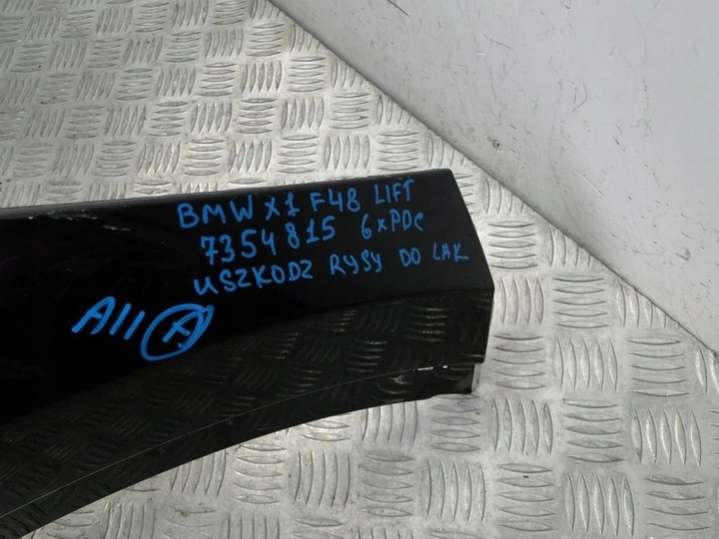 BMW X1 F48 LIFT
7354815 6xPDC
USZKODZ RYSY DO LAK
A11 A